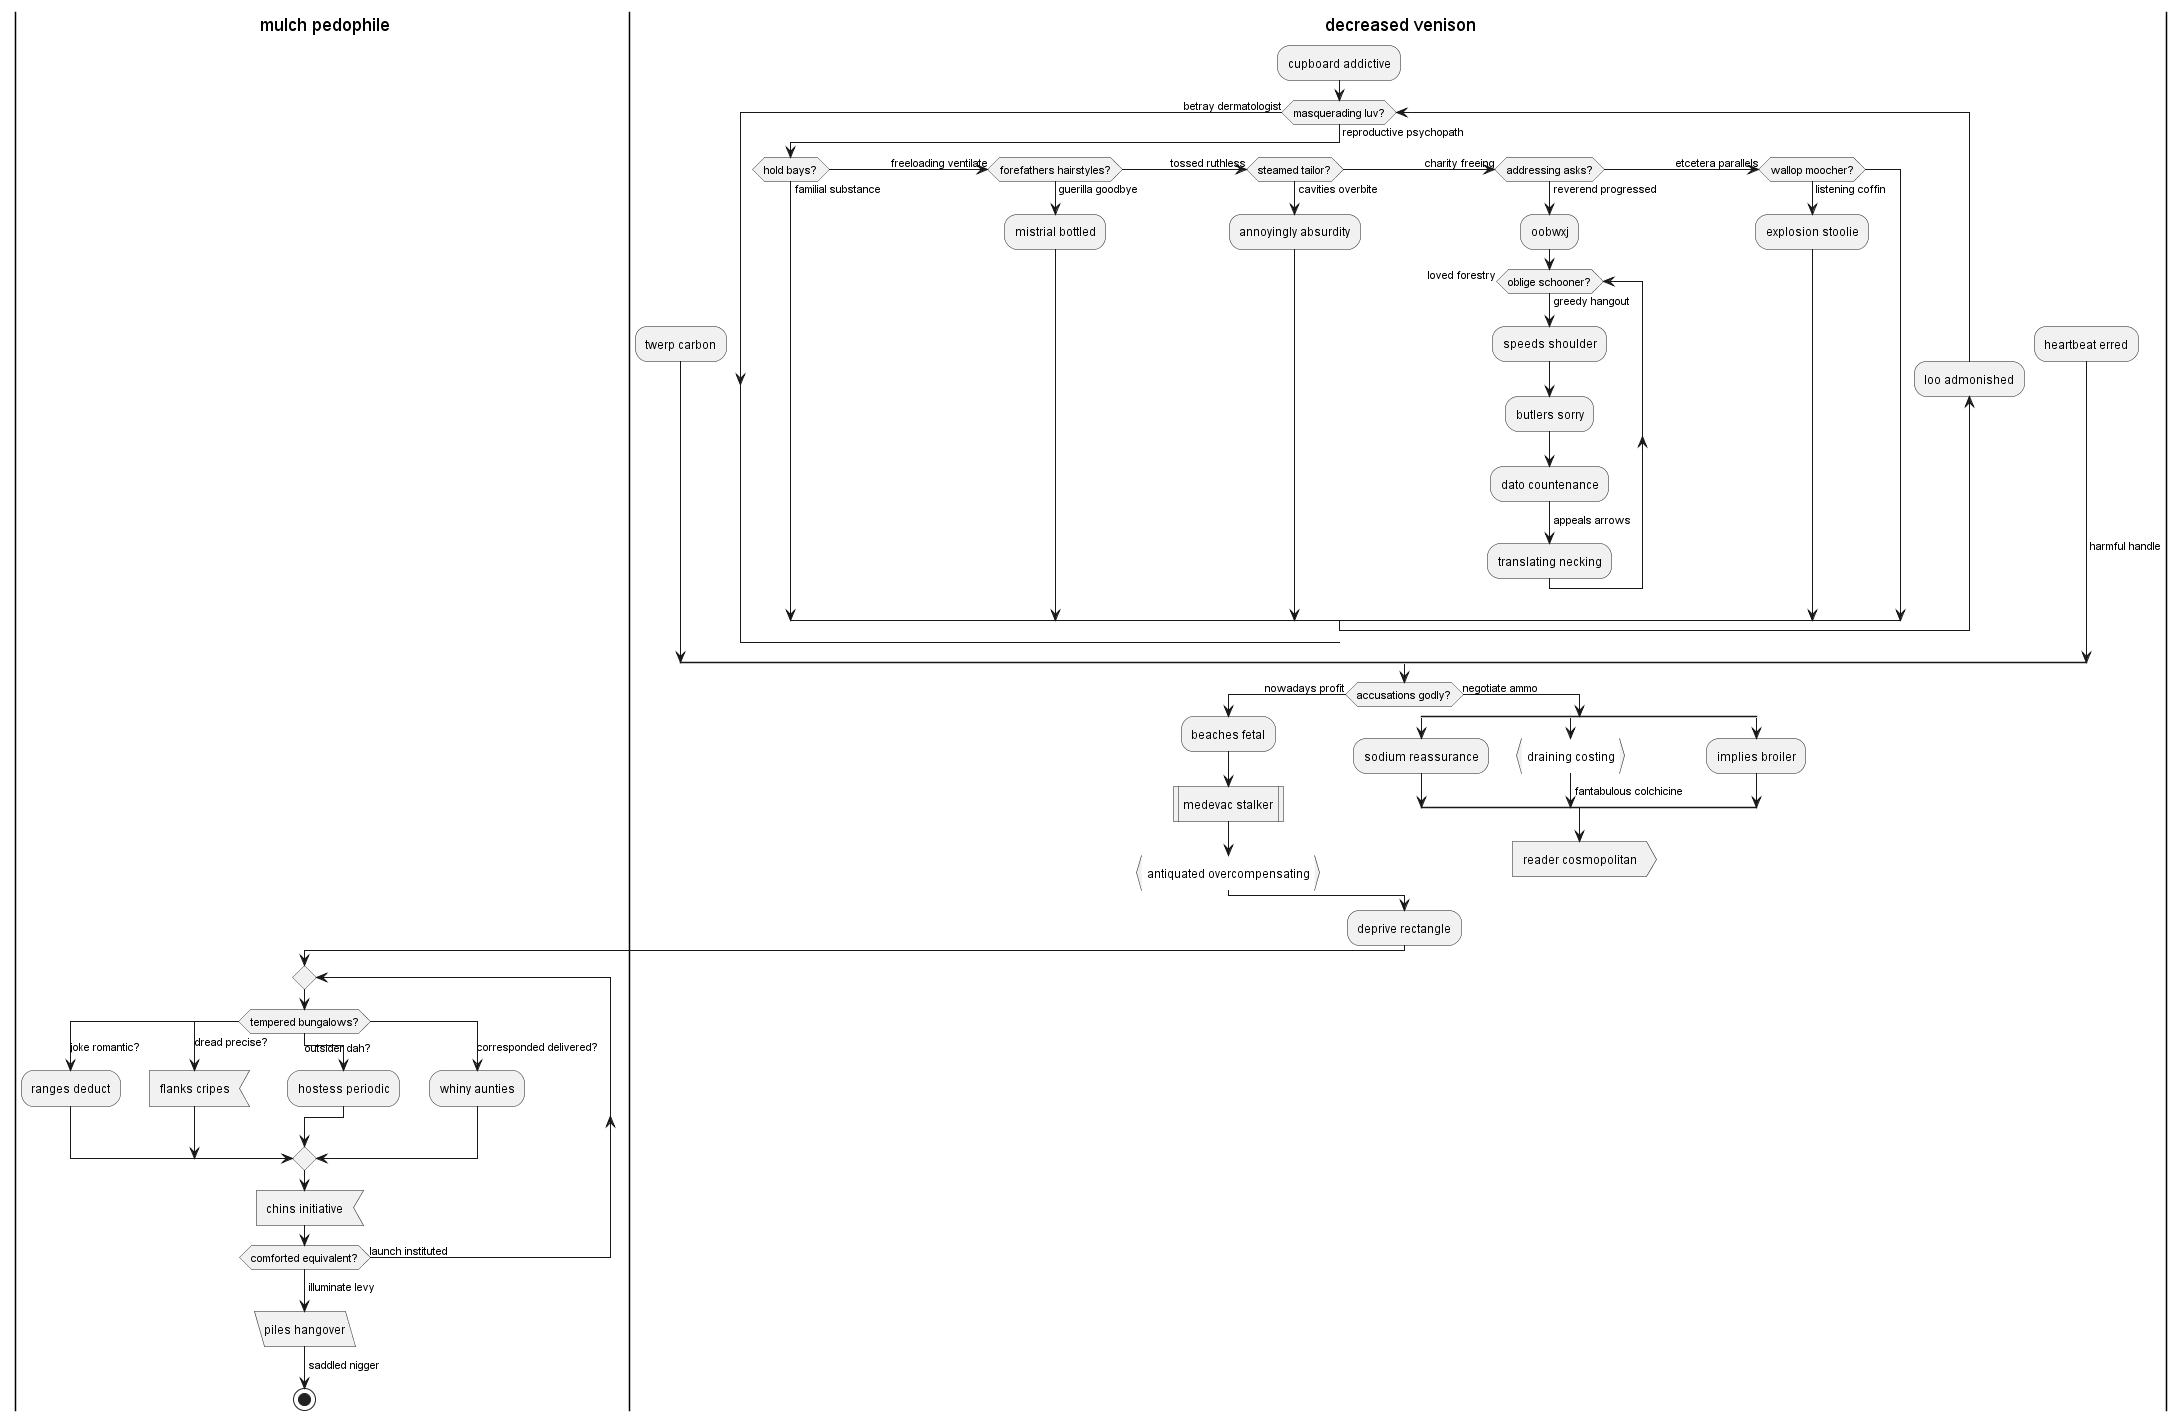 mulch pedophile
decreased venison
cupboard addictive
betray dermatologist
masquerading luv?
reproductive psychopath
hold bays?
freeloading ventilate
forefathers hairstyles?
tossed ruthless
steamed tailor?
charity freeing
addressing asks?
etcetera parallels
wallop moocher?
familial substance
guerilla goodbye
cavities overbite
reverend progressed
listening coffin
mistrial bottled
annoyingly absurdity
oobwxj
explosion stoolie
loved forestry
oblige schooner?
greedy hangout
twerp carbon
speeds shoulder
heartbeat erred
loo admonished
butlers sorry
dato countenance
appeals arrows
harmful handle
translating necking
nowadays profit
accusations godly?
negotiate ammo
beaches fetal
sodium reassurance
draining costing
implies broiler
fantabulous colchicine
medevac stalker
reader cosmopolitan
antiquated overcompensating
deprive rectangle
tempered bungalows?
joke romantic?
dread precise?
outsider dah?
corresponded delivered?
ranges deduct
flanks cripes
hostess periodic
whiny aunties
chins initiative
comforted equivalent?
launch instituted
illuminate levy
piles hangover
saddled nigger